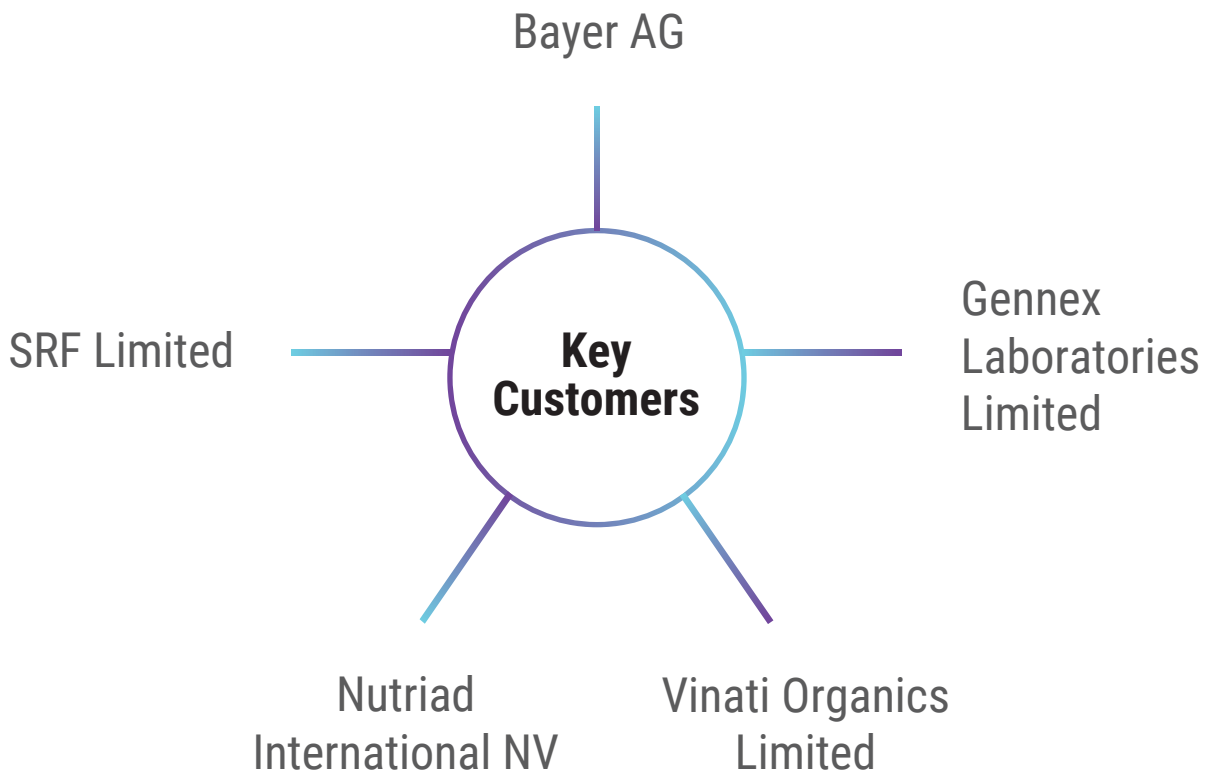 Bayer AG
SRF Limited
Key
Customers
Gennex
Laboratories
Limited
Nutriad
International NV
Vinati Organics
Limited